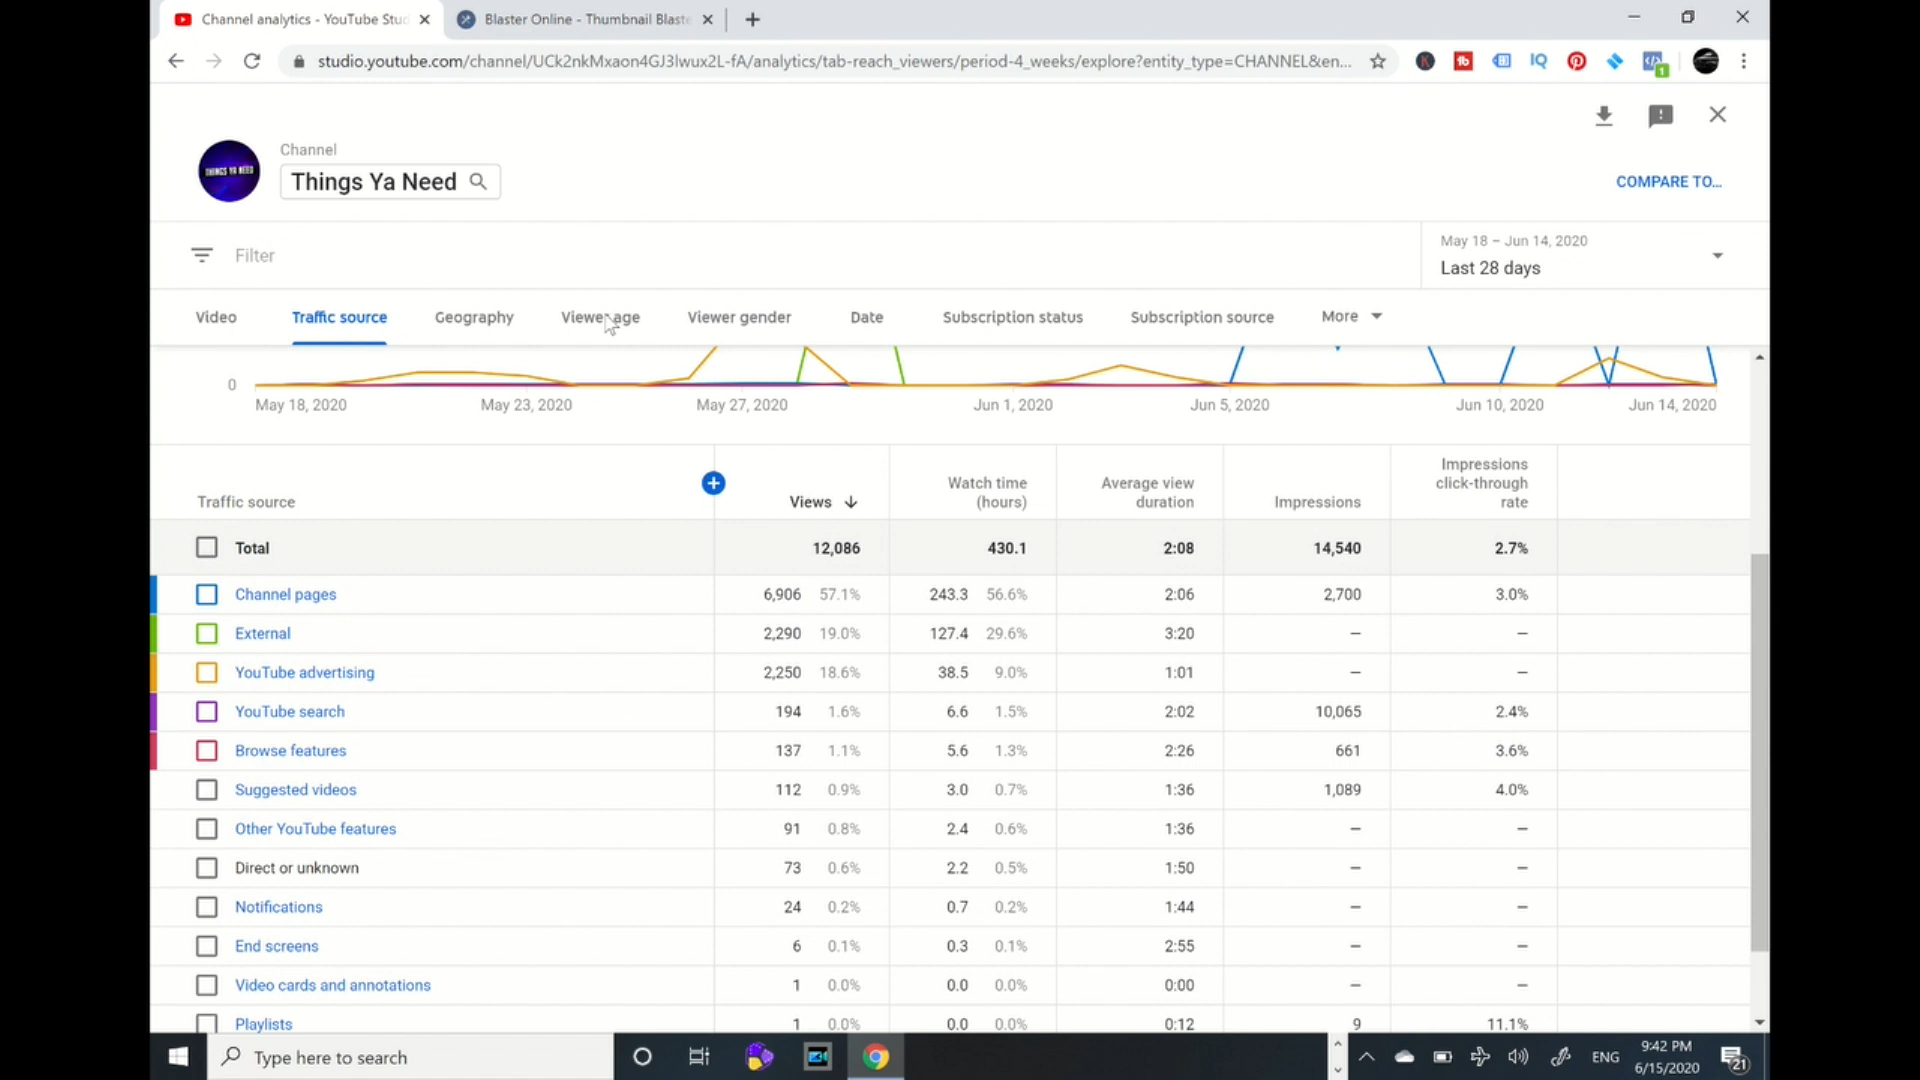 Channel analytics - YouTube Stud
Blaster Online - Thumbnail Blaste
studio.youtube.com/channel/UCk2nkMxaon4GJ3lwux2L-fA/analytics/tab-reach_viewers/period-4_weeks/explore?entity_type=CHANNEL&en...
THINGS YA NEED
Channel
Things Ya Need
COMPARE TO...
Filter
May 18 – Jun 14, 2020
Last 28 days
Video Traffic source Geography Viewer age Viewer gender Date Subscription status Subscription source More
0
May 18, 2020 May 23, 2020 May 27, 2020 Jun 1, 2020 Jun 5, 2020 Jun 10, 2020 Jun 14, 2020
Traffic source Views Watch time (hours) Average view duration Impressions Impressions click-through rate
Total 12,086 430.1 2:08 14,540 2.7%
Channel pages 6,906 57.1% 243.3 56.6% 2:06 2,700 3.0%
External 2,290 19.0% 127.4 29.6% 3:20 — —
YouTube advertising 2,250 18.6% 38.5 9.0% 1:01 — —
YouTube search 194 1.6% 6.6 1.5% 2:02 10,065 2.4%
Browse features 137 1.1% 5.6 1.3% 2:26 661 3.6%
Suggested videos 112 0.9% 3.0 0.7% 1:36 1,089 4.0%
Other YouTube features 91 0.8% 2.4 0.6% 1:36 — —
Direct or unknown 73 0.6% 2.2 0.5% 1:50 — —
Notifications 24 0.2% 0.7 0.2% 1:44 — —
End screens 6 0.1% 0.3 0.1% 2:55 — —
Video cards and annotations 1 0.0% 0.0 0.0% 0:00 — —
Playlists 1 0.0% 0.0 0.0% 0:12 9 11.1%
Type here to search
ENG
9:42 PM
6/15/2020
21